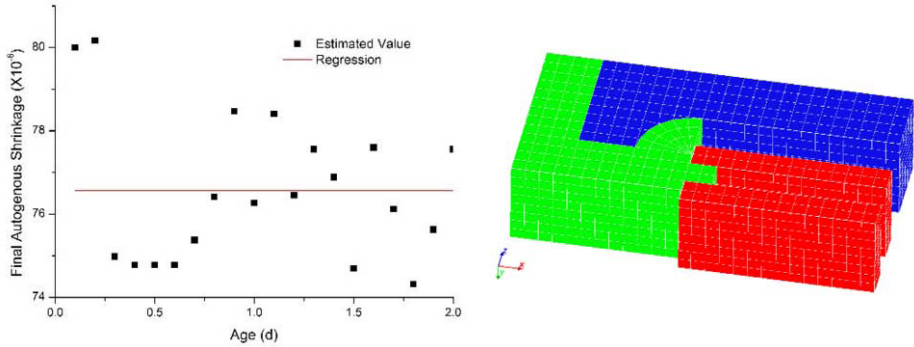 80
78
76
74
0.0 0.5 1.0 1.5 2.0
Final Autogenous Shrinkage (X10⁻⁶)
Age (d)
Estimated Value
Regression
Z
X
Y